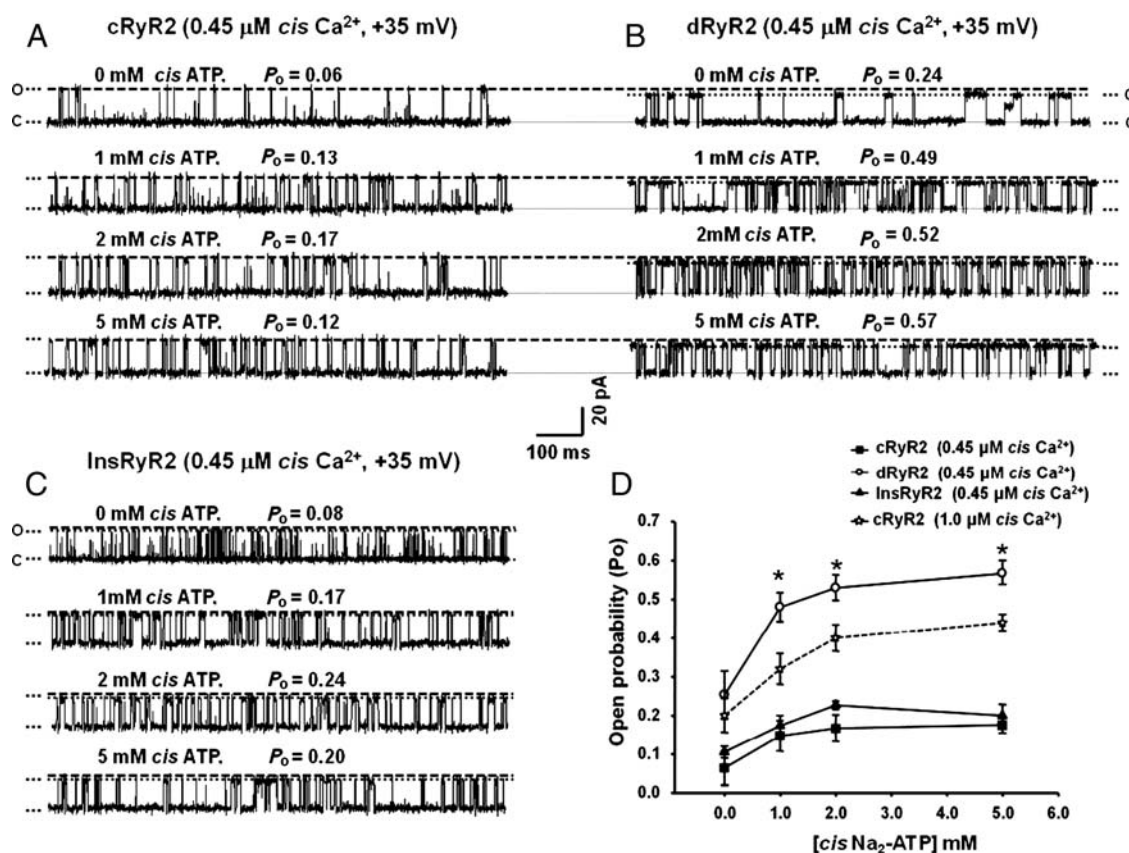 A cRyR2 (0.45 µM cis Ca²⁺, +35 mV)
0 mM cis ATP. Pₒ = 0.06
O
C
1 mM cis ATP. Pₒ = 0.13
2 mM cis ATP. Pₒ = 0.17
5 mM cis ATP. Pₒ = 0.12
B dRyR2 (0.45 µM cis Ca²⁺, +35 mV)
0 mM cis ATP. Pₒ = 0.24
1 mM cis ATP. Pₒ = 0.49
2mM cis ATP. Pₒ = 0.52
5 mM cis ATP. Pₒ = 0.57
20 pA
100 ms
C InsRyR2 (0.45 µM cis Ca²⁺, +35 mV)
0 mM cis ATP. Pₒ = 0.08
O
C
1mM cis ATP. Pₒ = 0.17
2 mM cis ATP. Pₒ = 0.24
5 mM cis ATP. Pₒ = 0.20
D
cRyR2 (0.45 µM cis Ca²⁺)
dRyR2 (0.45 µM cis Ca²⁺)
InsRyR2 (0.45 µM cis Ca²⁺)
cRyR2 (1.0 µM cis Ca²⁺)
Open probability (Po)
0.7
0.6
0.5
0.4
0.3
0.2
0.1
0.0
* * *
0.0 1.0 2.0 3.0 4.0 5.0 6.0
[cis Na₂-ATP] mM